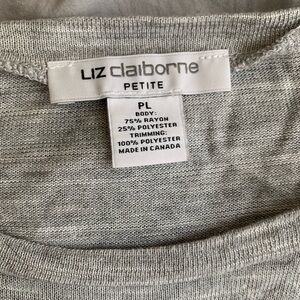 LIZ claiborne
PETITE
PL
BODY:
75% RAYON
25% POLYESTER
TRIMMING:
100% POLYESTER
MADE IN CANADA